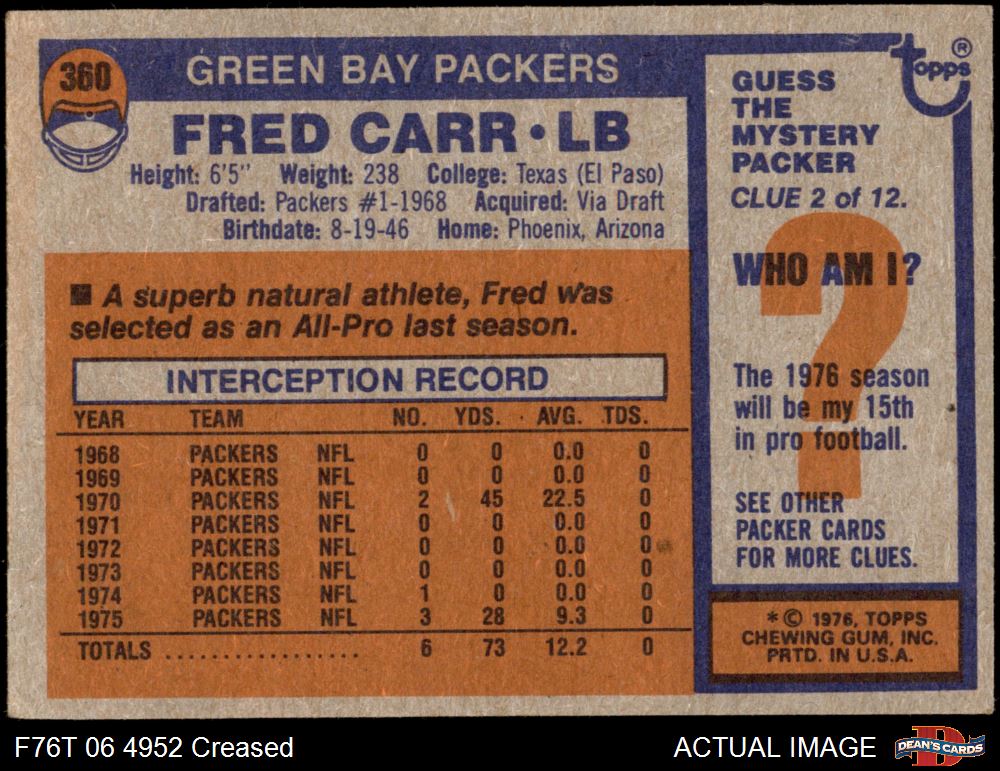 360
GREEN BAY PACKERS
FRED CARR • LB
Height: 6'5" Weight: 238 College: Texas (El Paso)
Drafted: Packers #1-1968 Acquired: Via Draft
Birthdate: 8-19-46 Home: Phoenix, Arizona
■ A superb natural athlete, Fred was
selected as an All-Pro last season.
INTERCEPTION RECORD
YEAR TEAM NO. YDS. AVG. TDS.
1968 PACKERS NFL 0 0 0.0 0
1969 PACKERS NFL 0 0 0.0 0
1970 PACKERS NFL 2 45 22.5 0
1971 PACKERS NFL 0 0 0.0 0
1972 PACKERS NFL 0 0 0.0 0
1973 PACKERS NFL 0 0 0.0 0
1974 PACKERS NFL 1 0 0.0 0
1975 PACKERS NFL 3 28 9.3 0
TOTALS .................. 6 73 12.2 0
topps ®
GUESS
THE
MYSTERY
PACKER
CLUE 2 of 12.
?
WHO AM I?
The 1976 season
will be my 15th
in pro football.
SEE OTHER
PACKER CARDS
FOR MORE CLUES.
* © 1976, TOPPS
CHEWING GUM, INC.
PRTD. IN U.S.A.
F76T 06 4952 Creased
ACTUAL IMAGE
D
DEAN'S CARDS